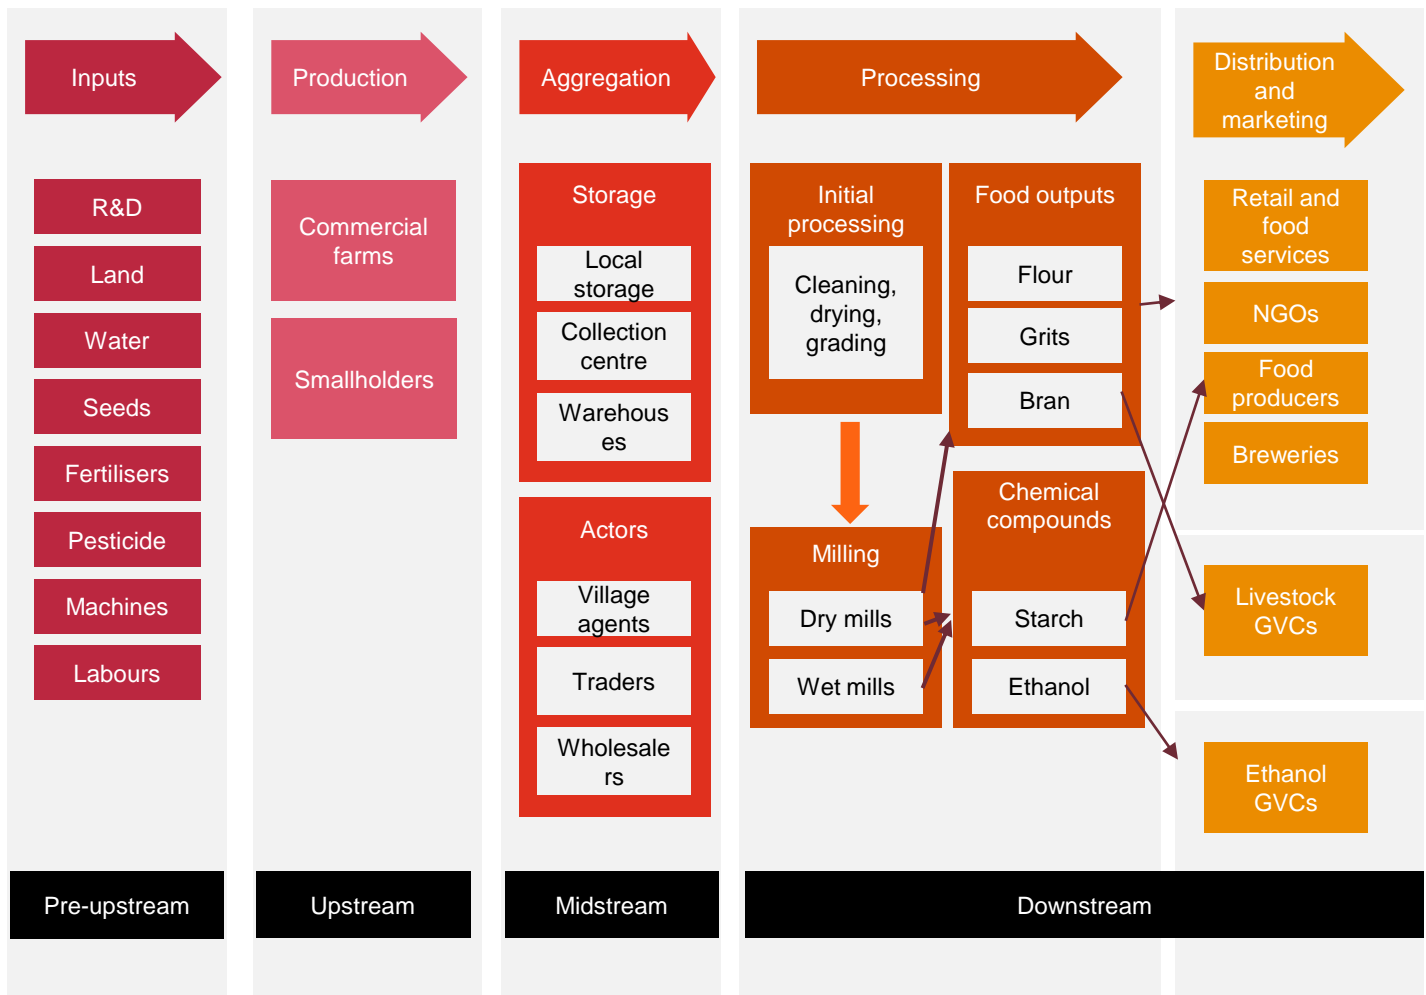 Inputs
Production
Aggregation
Processing
Distribution
and
marketing
R&D
Land
Water
Seeds
Fertilisers
Pesticide
Machines
Labours
Commercial
farms
Smallholders
Storage
Local
storage
Collection
centre
Warehous
es
Actors
Village
agents
Traders
Wholesale
rs
Initial
processing
Cleaning,
drying,
grading
Milling
Dry mills
Wet mills
Food outputs
Flour
Grits
Bran
Chemical
compounds
Starch
Ethanol
Retail and
food
services
NGOs
Food
producers
Breweries
Livestock
GVCs
Ethanol
GVCs
Pre-upstream
Upstream
Midstream
Downstream